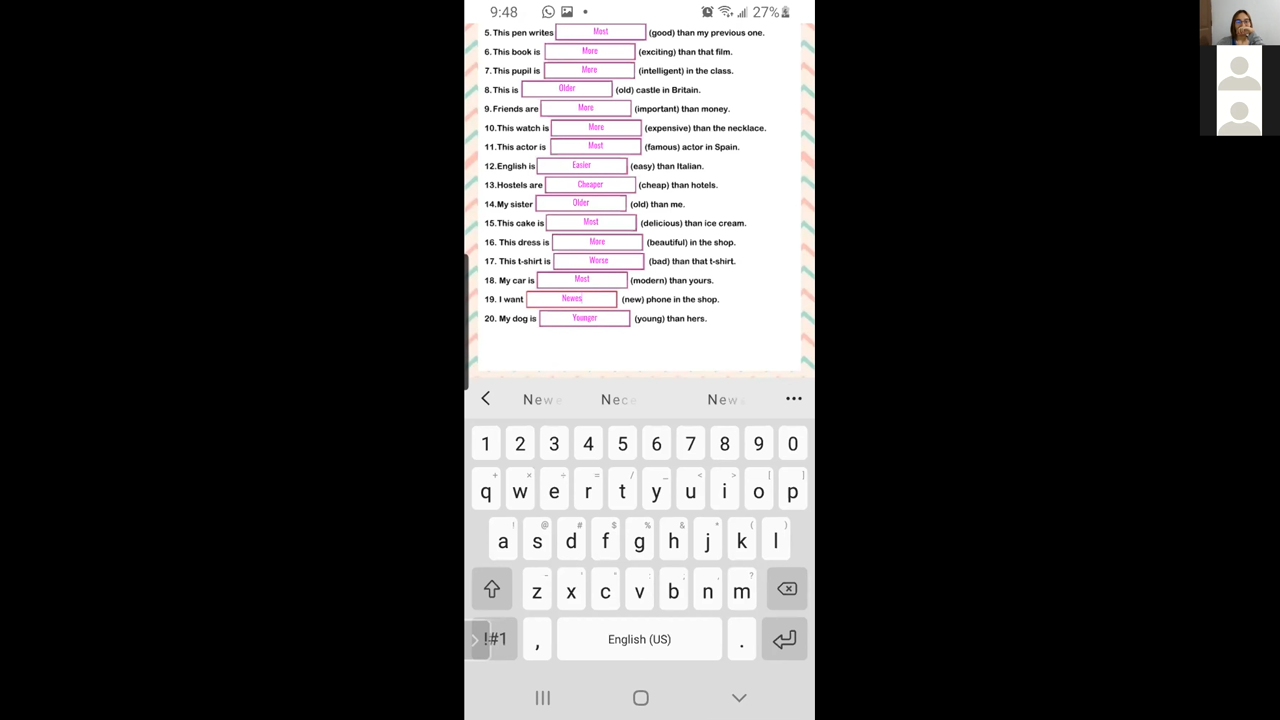 9:48 27%
5. This pen writes Most (good) than my previous one.
6. This book is More (exciting) than that film.
7. This pupil is More (intelligent) in the class.
8. This is Older (old) castle in Britain.
9. Friends are More (important) than money.
10. This watch is More (expensive) than the necklace.
11. This actor is Most (famous) actor in Spain.
12. English is Easier (easy) than Italian.
13. Hostels are Cheaper (cheap) than hotels.
14. My sister Older (old) than me.
15. This cake is Most (delicious) than ice cream.
16. This dress is More (beautiful) in the shop.
17. This t-shirt is Worse (bad) than that t-shirt.
18. My car is Most (modern) than yours.
19. I want Newes (new) phone in the shop.
20. My dog is Younger (young) than hers.
1 2 3 4 5 6 7 8 9 0
q w e r t y u i o p
a s d f g h j k l
z x c v b n m
!#1 , English (US) .